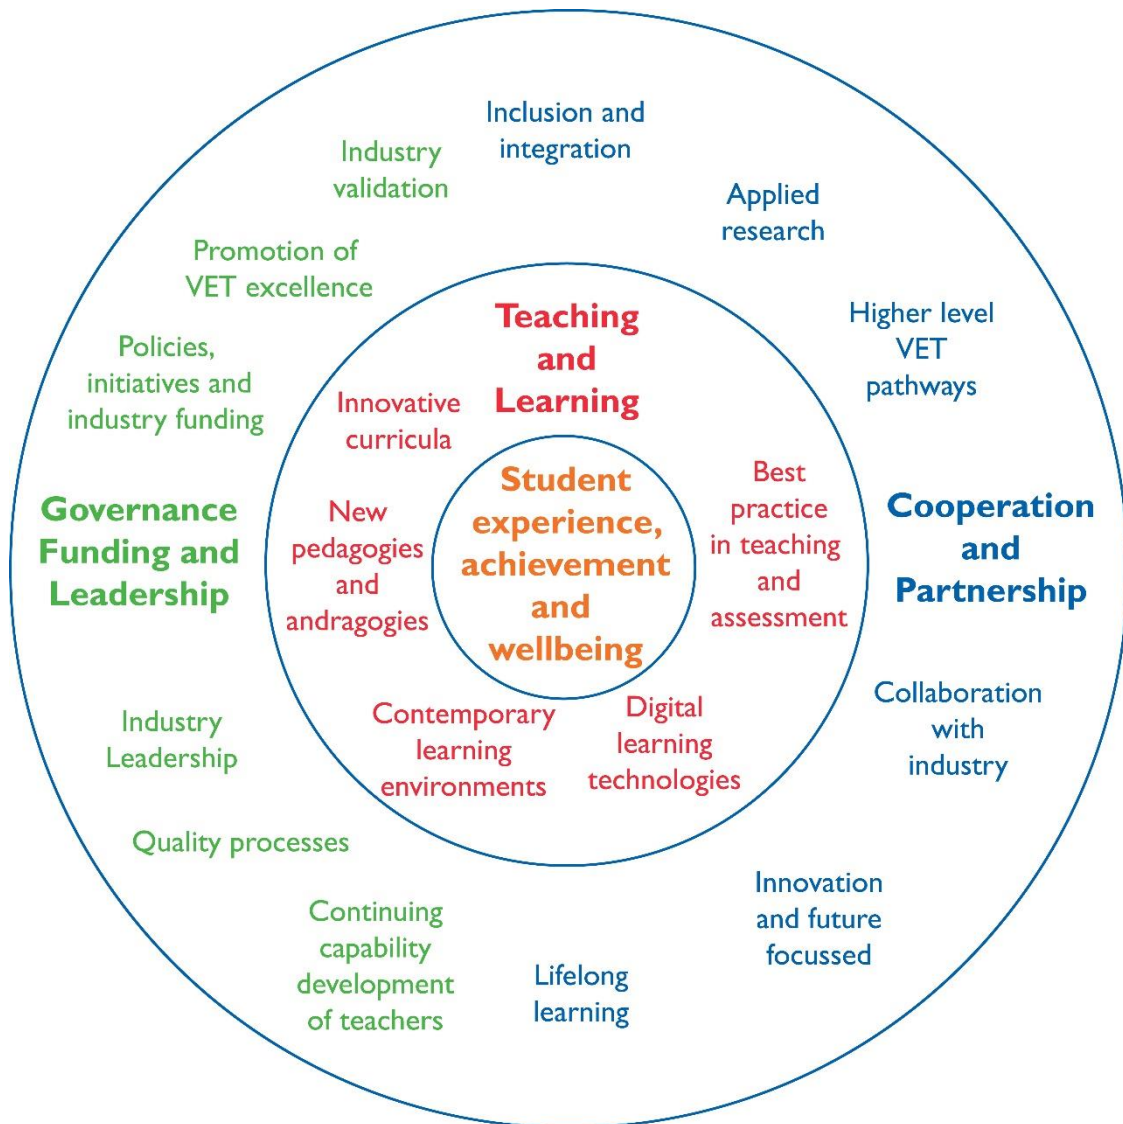 Inclusion and
integration
Industry
validation
Applied
research
Promotion of
VET excellence
Higher level
VET
pathways
Policies,
initiatives and
industry funding
Teaching
and
Learning
Innovative
curricula
Student
experience,
achievement
and
wellbeing
Best
practice
in teaching
and
assessment
New
pedagogies
and
andragogies
Governance
Funding and
Leadership
Cooperation
and
Partnership
Contemporary
learning
environments
Digital
learning
technologies
Collaboration
with
industry
Industry
Leadership
Quality processes
Innovation
and future
focussed
Continuing
capability
development
of teachers
Lifelong
learning